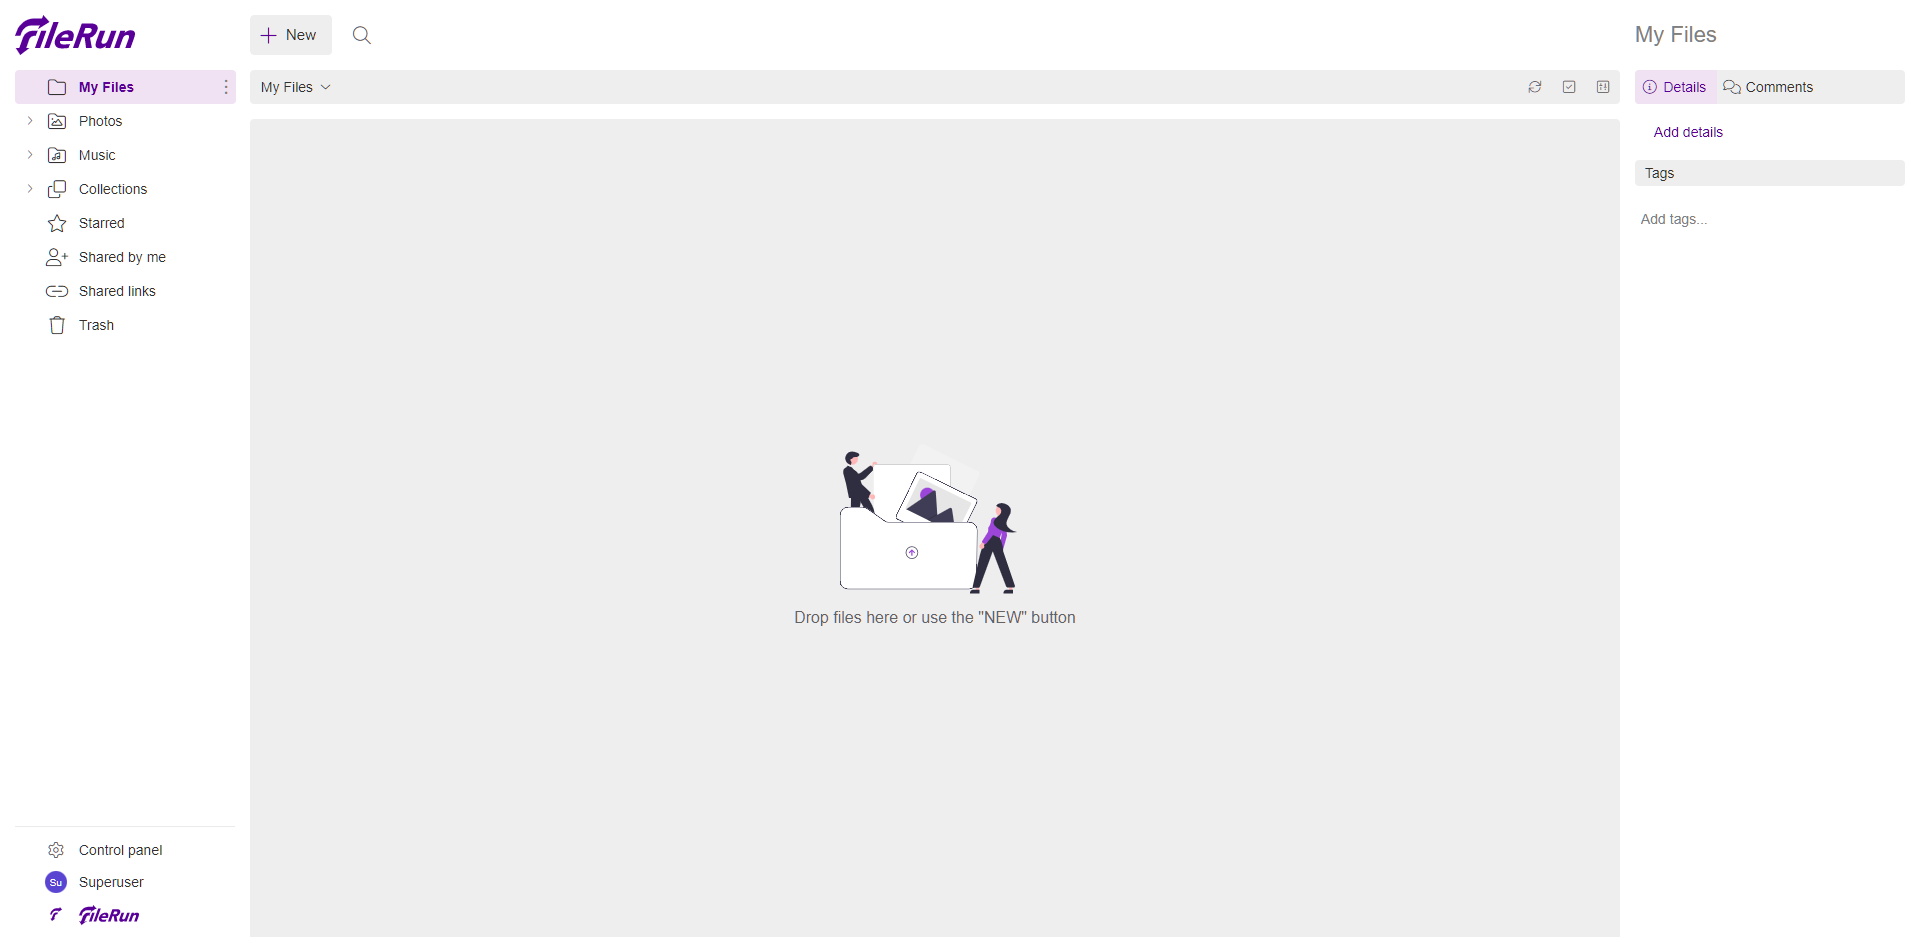 FileRun
My Files
Photos
Music
Collections
Starred
Shared by me
Shared links
Trash
Control panel
Su
Superuser
FileRun
New
My Files
Drop files here or use the "NEW" button
My Files
Details
Comments
Add details
Tags
Add tags...